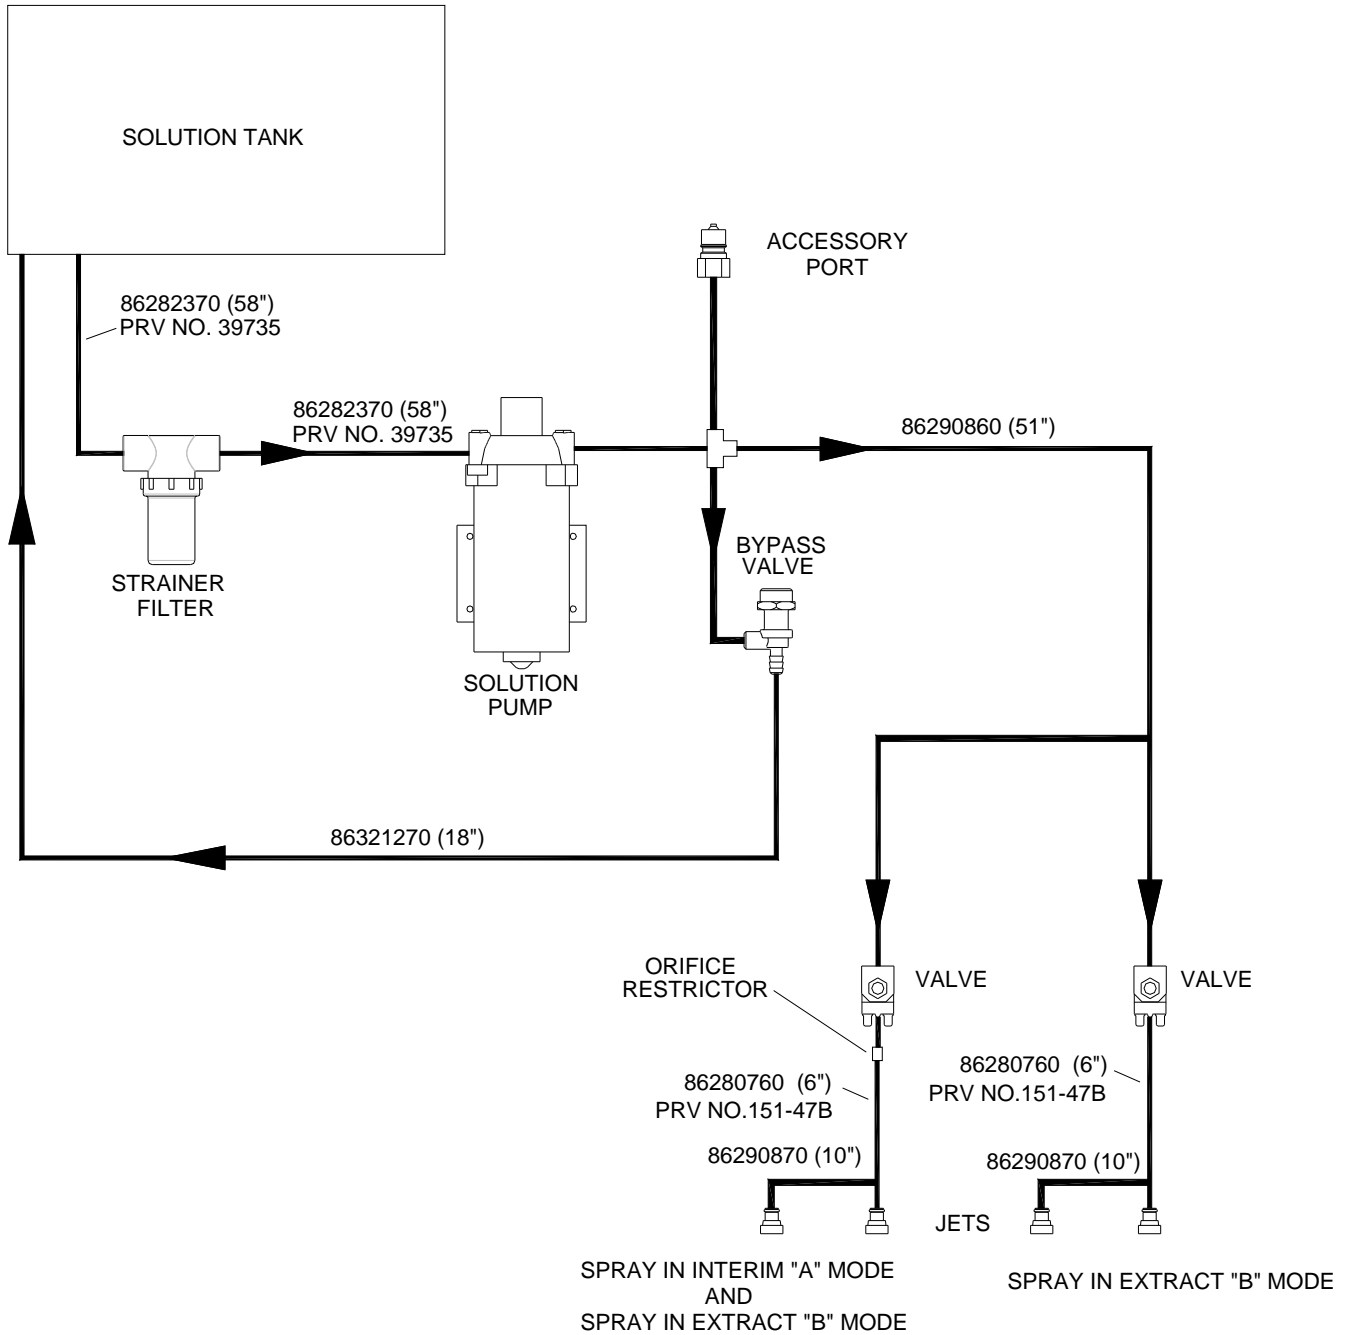 SOLUTION TANK
ACCESSORY
PORT
86282370 (58")
PRV NO. 39735
86282370 (58")
PRV NO. 39735
86290860 (51")
BYPASS
VALVE
STRAINER
FILTER
SOLUTION
PUMP
86321270 (18")
ORIFICE
RESTRICTOR
VALVE
VALVE
86280760 (6")
PRV NO.151-47B
86280760 (6")
PRV NO.151-47B
86290870 (10")
86290870 (10")
JETS
SPRAY IN INTERIM "A" MODE
AND
SPRAY IN EXTRACT "B" MODE
SPRAY IN EXTRACT "B" MODE